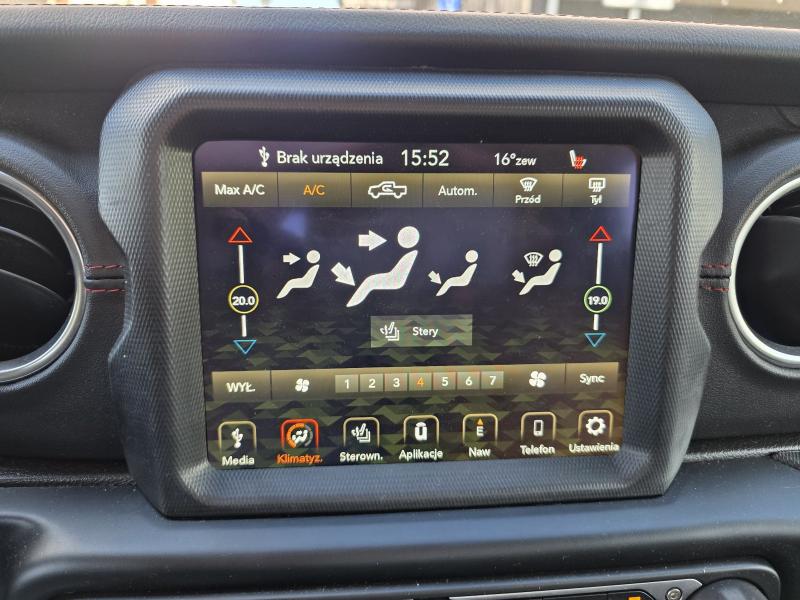 Brak urządzenia 15:52 16°zew
Max A/C A/C Autom. Przód Tył
20.0 19.0
Stery
WYŁ. 1 2 3 4 5 6 7 Sync
E
Media Klimatyz. Sterown. Aplikacje Naw Telefon Ustawienia